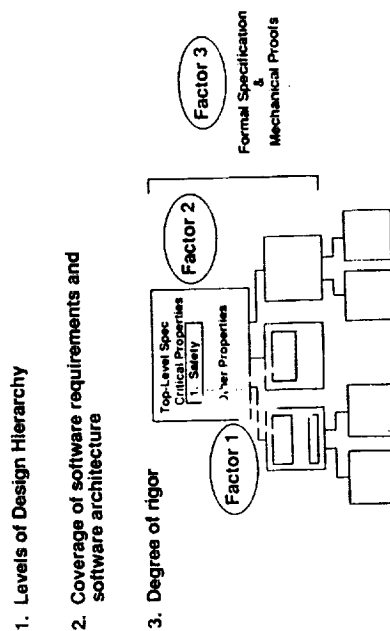 1. Levels of Design Hierarchy
2. Coverage of software requirements and
software architecture
3. Degree of rigor
Factor 1
Top-Level Spec
Critical Properties
1. Safety
Other Properties
Factor 2
Factor 3
Formal Specification
&
Mechanical Proofs